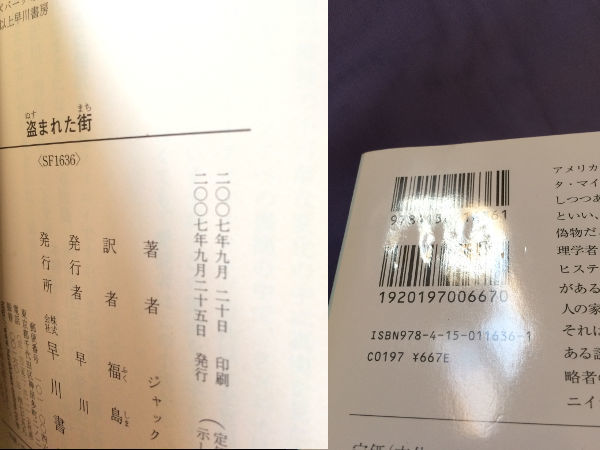 以上早川書房
ぬす まち
盗まれた街
〈SF1636〉
二〇〇七年九月二十日 印刷
二〇〇七年九月二十五日 発行
著者 ジャック
訳者 福島
ふく しま
発行者 早川
発行所 株式会社 早川書
郵便番号
1920197006670
ISBN978-4-15-011636-1
C0197 ¥667E
アメリカ
タ・マイ
しつつあ
といい、
偽物だ
理学者
ヒステ
がある
人の家
それに
ある話
略者の
ニイ